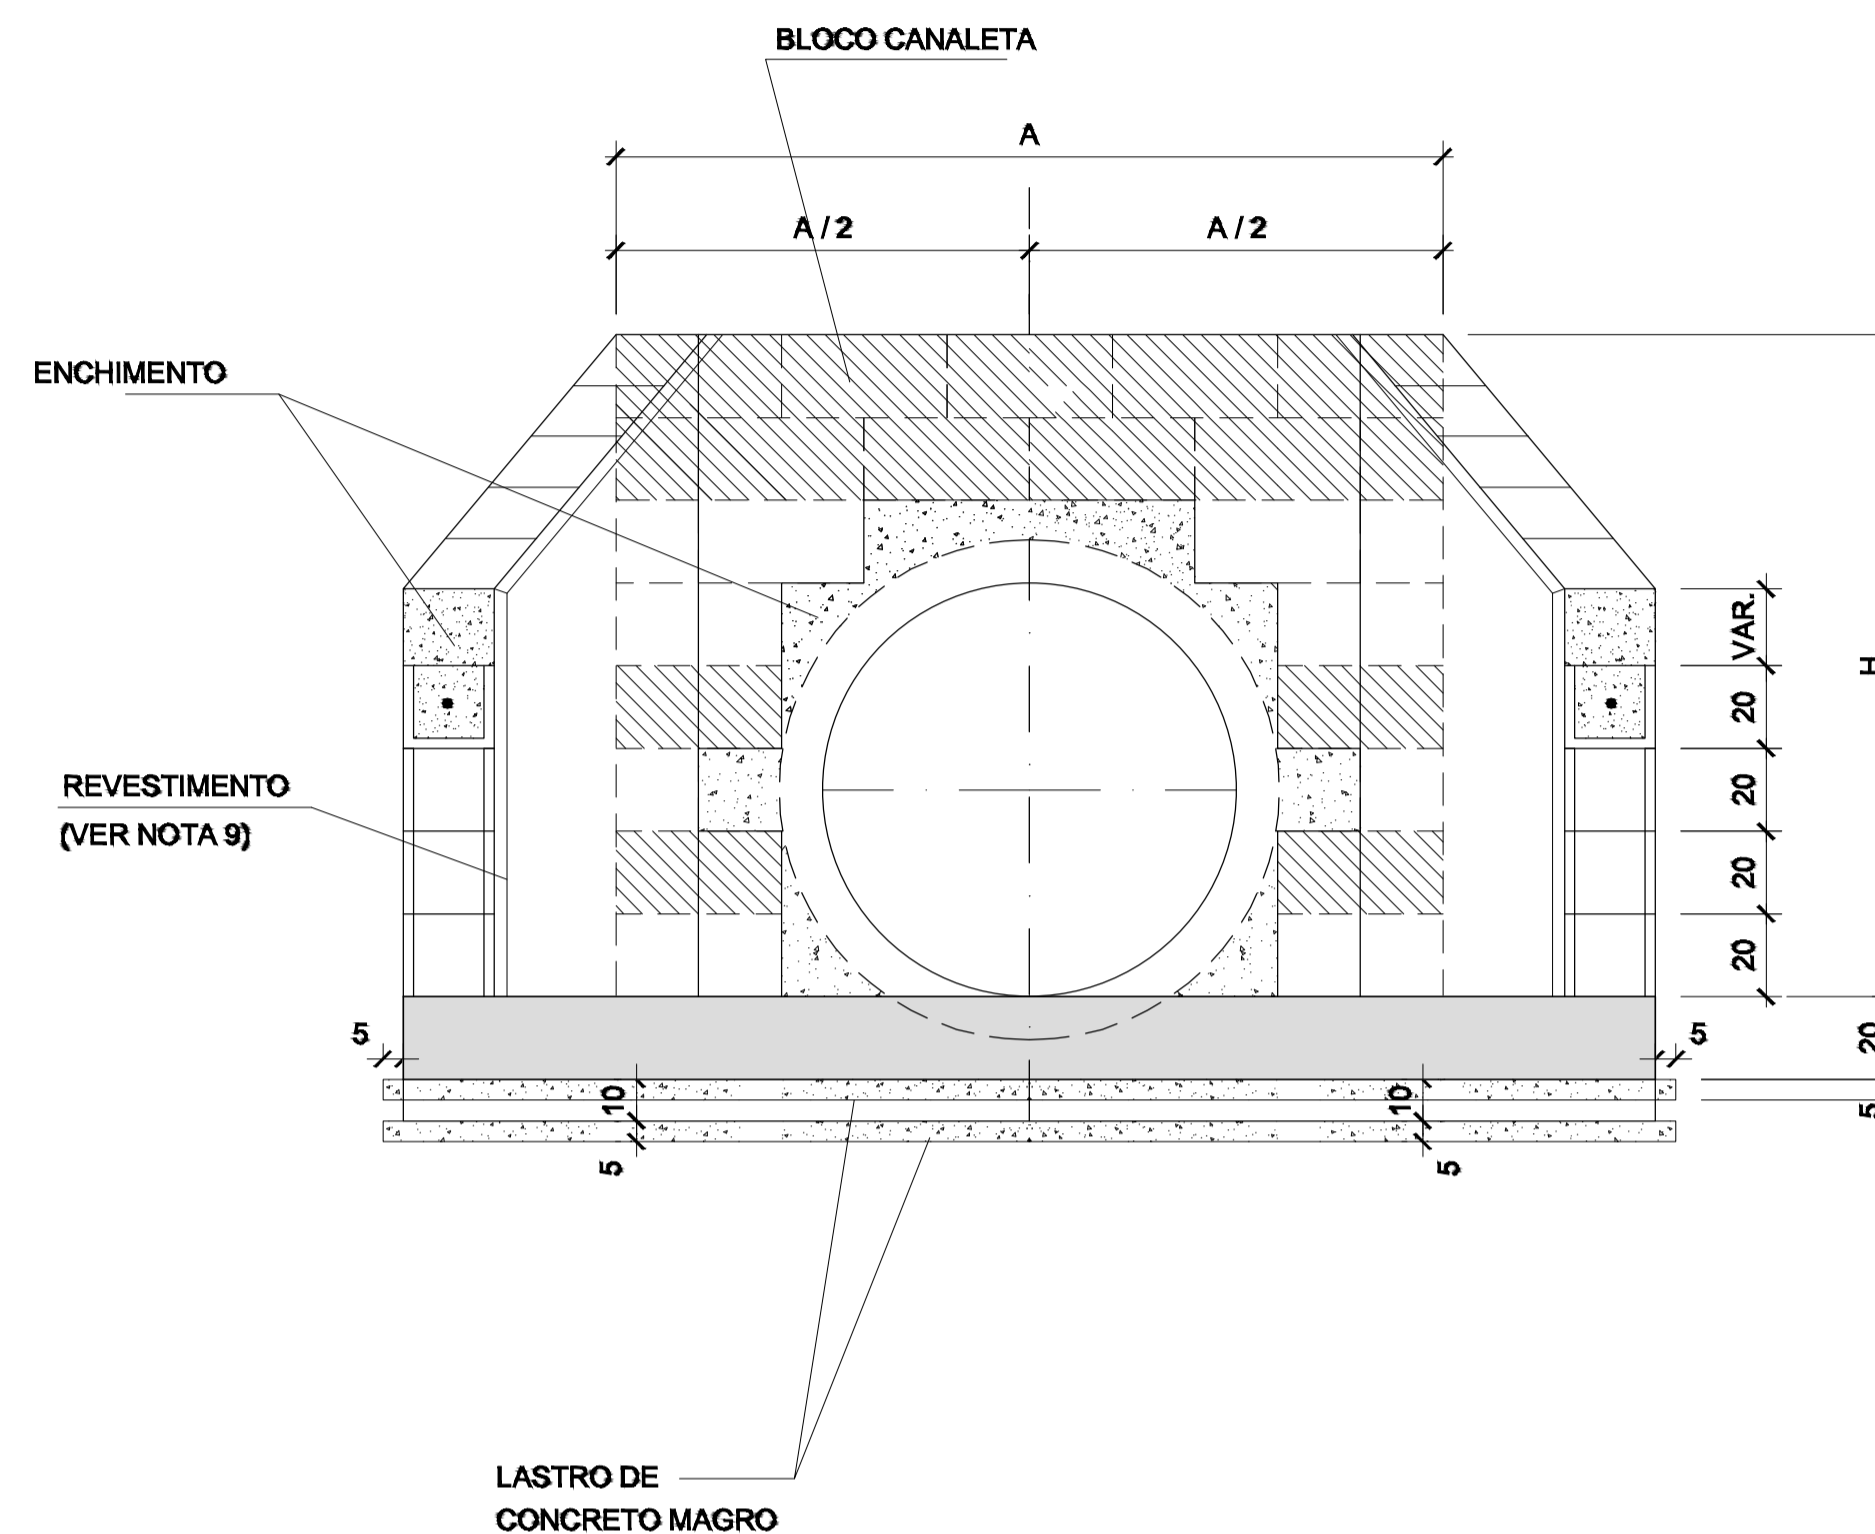 BLOCO CANALETA
A
A / 2
A / 2
ENCHIMENTO
VAR.
H
20
REVESTIMENTO
(VER NOTA 9)
20
20
20
5
5
20
10
10
5
5
5
LASTRO DE
CONCRETO MAGRO